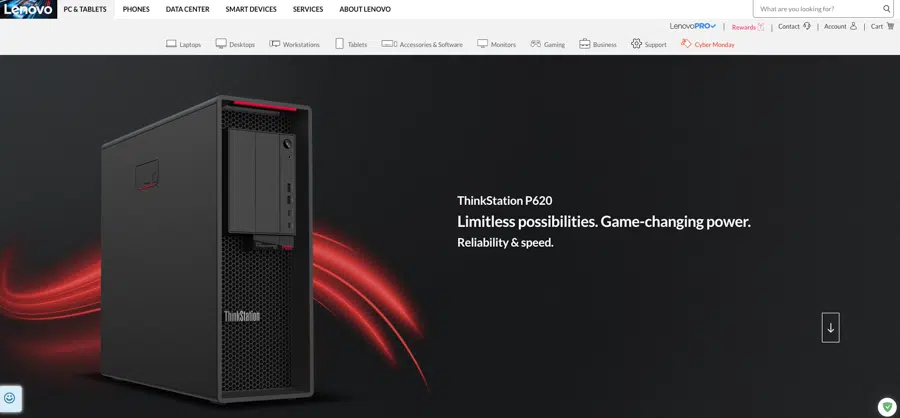 Lenovo
PC & TABLETS PHONES DATA CENTER SMART DEVICES SERVICES ABOUT LENOVO
What are you looking for?
LenovoPRO | Rewards | Contact | Account | Cart
Laptops Desktops Workstations Tablets Accessories & Software Monitors Gaming Business Support Cyber Monday
ThinkStation P620
Limitless possibilities. Game-changing power.
Reliability & speed.
ThinkStation